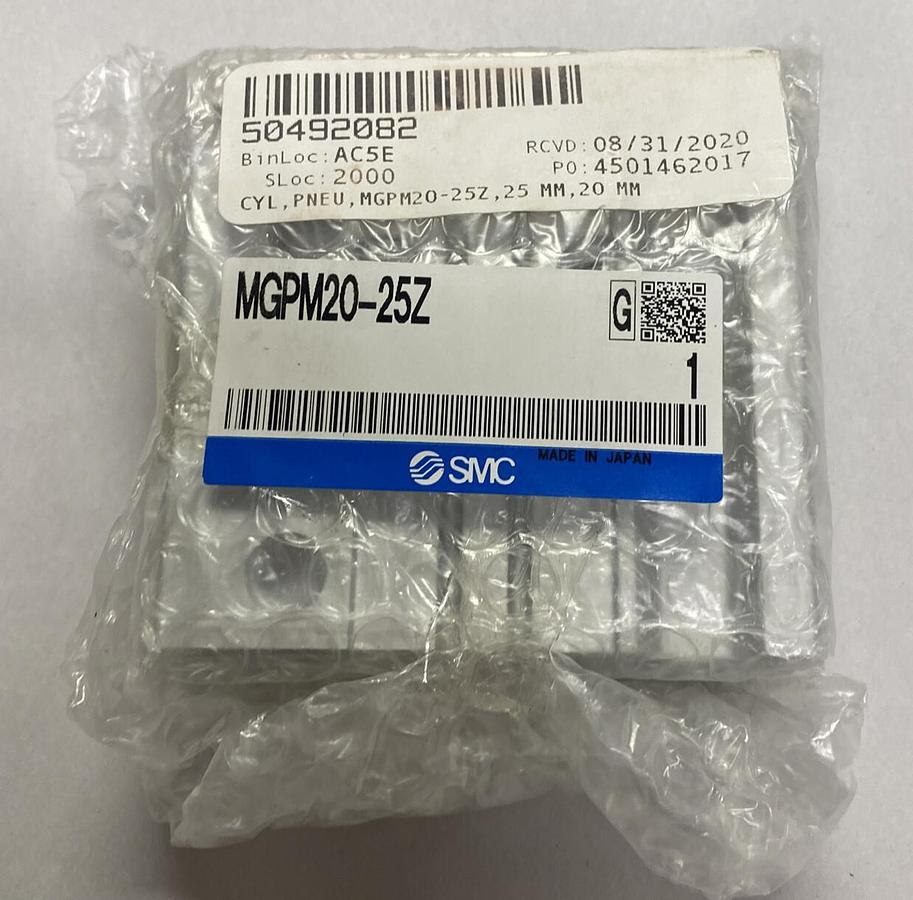 50492082
BinLoc: AC5E RCVD: 08/31/2020
SLoc: 2000 PO: 4501462017
CYL,PNEU,MGPM20-25Z,25 MM,20 MM
MGPM20-25Z G
1
SMC MADE IN JAPAN